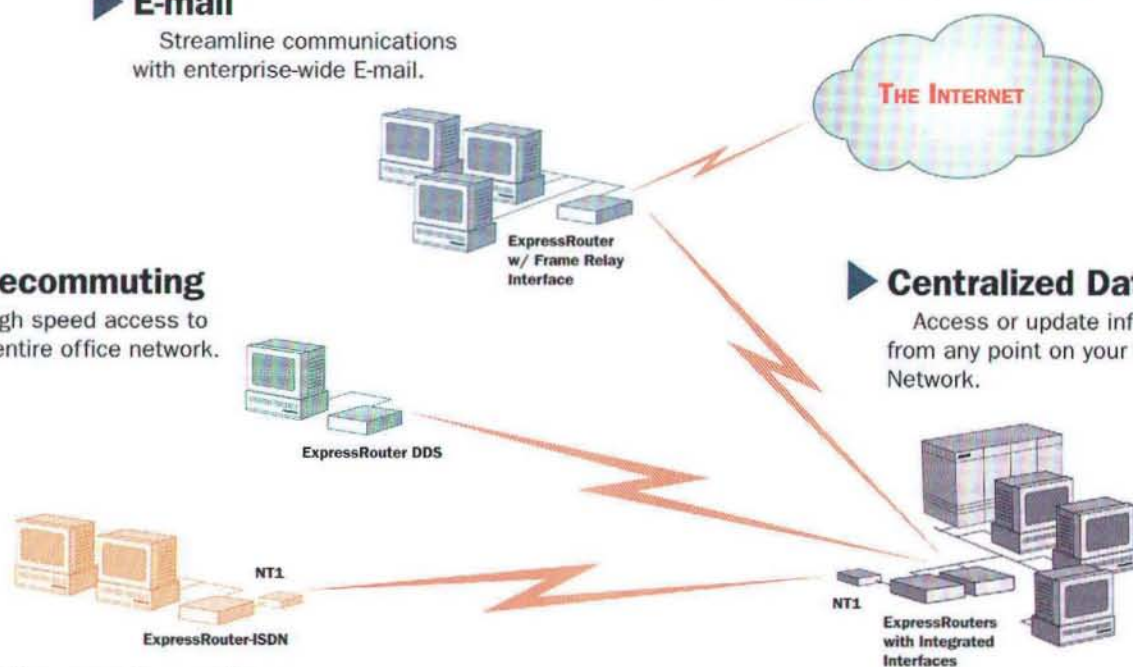 E-mail
Streamline communications
with enterprise-wide E-mail.
THE INTERNET
ExpressRouter
w/ Frame Relay
Interface
ecommuting
gh speed access to
entire office network.
Centralized Dat
Access or update inf
from any point on your
Network.
ExpressRouter DDS
NT1
ExpressRouter-ISDN
NT1
ExpressRouters
with Integrated
Interfaces